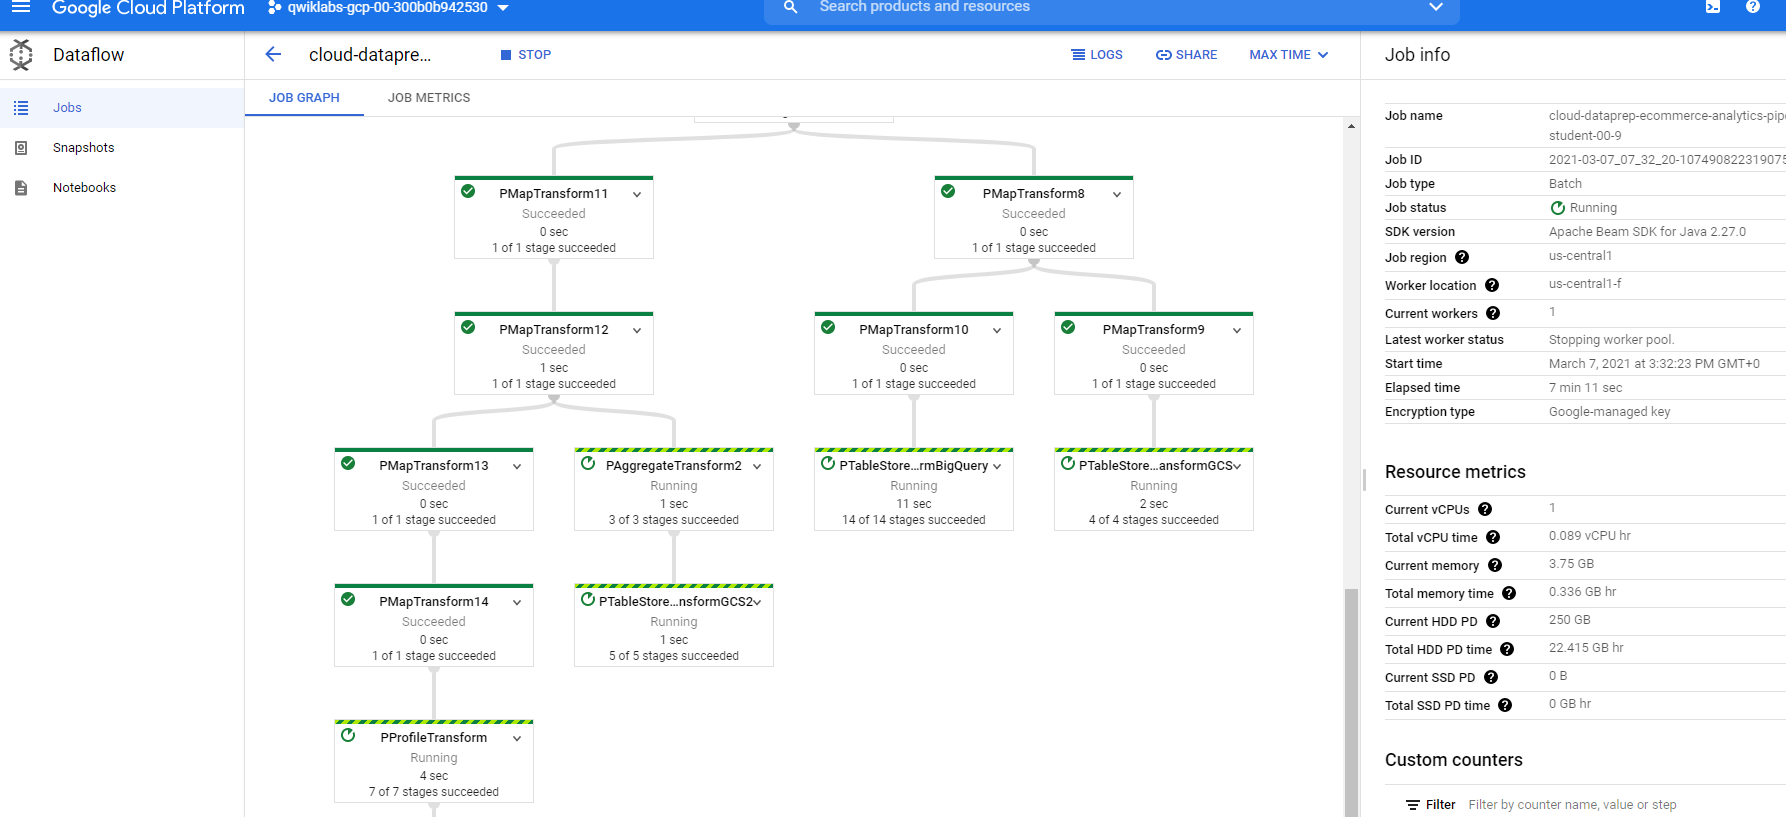 Google Cloud Platform
qwiklabs-gcp-00-300b0b942530
Search products and resources
Dataflow
cloud-datapre...
STOP
LOGS
SHARE
MAX TIME
Job info
Jobs
Snapshots
Notebooks
JOB GRAPH
JOB METRICS
PMapTransform11
Succeeded
0 sec
1 of 1 stage succeeded
PMapTransform8
Succeeded
0 sec
1 of 1 stage succeeded
PMapTransform12
Succeeded
1 sec
1 of 1 stage succeeded
PMapTransform10
Succeeded
0 sec
1 of 1 stage succeeded
PMapTransform9
Succeeded
0 sec
1 of 1 stage succeeded
PMapTransform13
Succeeded
0 sec
1 of 1 stage succeeded
PAggregateTransform2
Running
1 sec
3 of 3 stages succeeded
PTableStore...rmBigQuery
Running
11 sec
14 of 14 stages succeeded
PTableStore...ansformGCS
Running
2 sec
4 of 4 stages succeeded
PMapTransform14
Succeeded
0 sec
1 of 1 stage succeeded
PTableStore...nsformGCS2
Running
1 sec
5 of 5 stages succeeded
PProfileTransform
Running
4 sec
7 of 7 stages succeeded
Job name cloud-dataprep-ecommerce-analytics-pipe
student-00-9
Job ID 2021-03-07_07_32_20-107490822319075
Job type Batch
Job status Running
SDK version Apache Beam SDK for Java 2.27.0
Job region us-central1
Worker location us-central1-f
Current workers 1
Latest worker status Stopping worker pool.
Start time March 7, 2021 at 3:32:23 PM GMT+0
Elapsed time 7 min 11 sec
Encryption type Google-managed key
Resource metrics
Current vCPUs 1
Total vCPU time 0.089 vCPU hr
Current memory 3.75 GB
Total memory time 0.336 GB hr
Current HDD PD 250 GB
Total HDD PD time 22.415 GB hr
Current SSD PD 0 B
Total SSD PD time 0 GB hr
Custom counters
Filter Filter by counter name, value or step